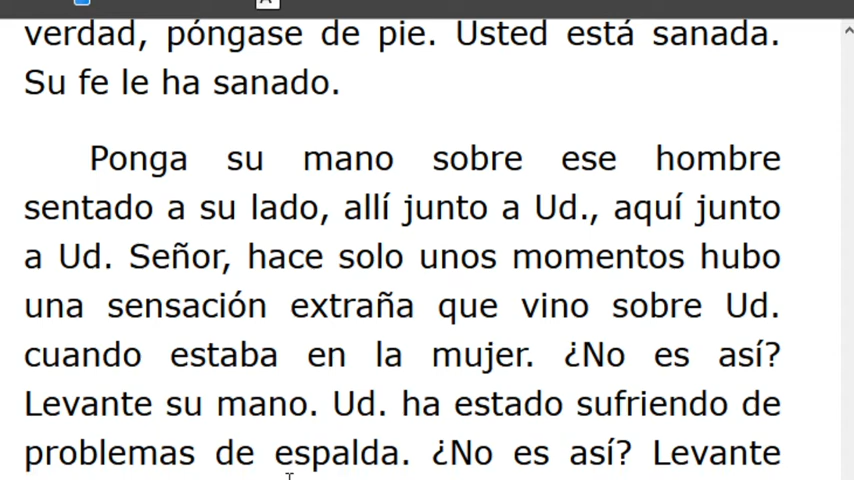 verdad, póngase de pie. Usted está sanada.
Su fe le ha sanado.
Ponga su mano sobre ese hombre
sentado a su lado, allí junto a Ud., aquí junto
a Ud. Señor, hace solo unos momentos hubo
una sensación extraña que vino sobre Ud.
cuando estaba en la mujer. ¿No es así?
Levante su mano. Ud. ha estado sufriendo de
problemas de espalda. ¿No es así? Levante